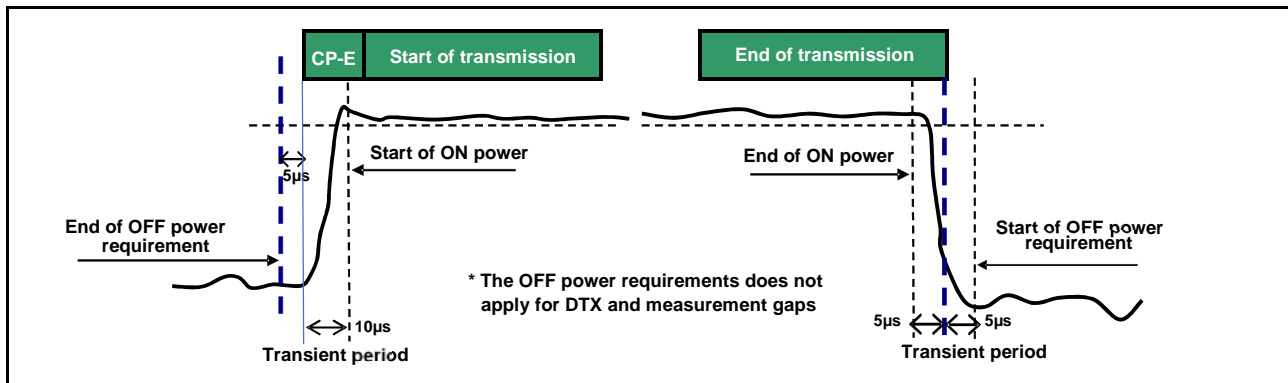 CP-E
Start of transmission
End of transmission
5μs
Start of ON power
End of ON power
End of OFF power
requirement
Start of OFF power
requirement
* The OFF power requirements does not
apply for DTX and measurement gaps
10μs
Transient period
5μs
5μs
Transient period